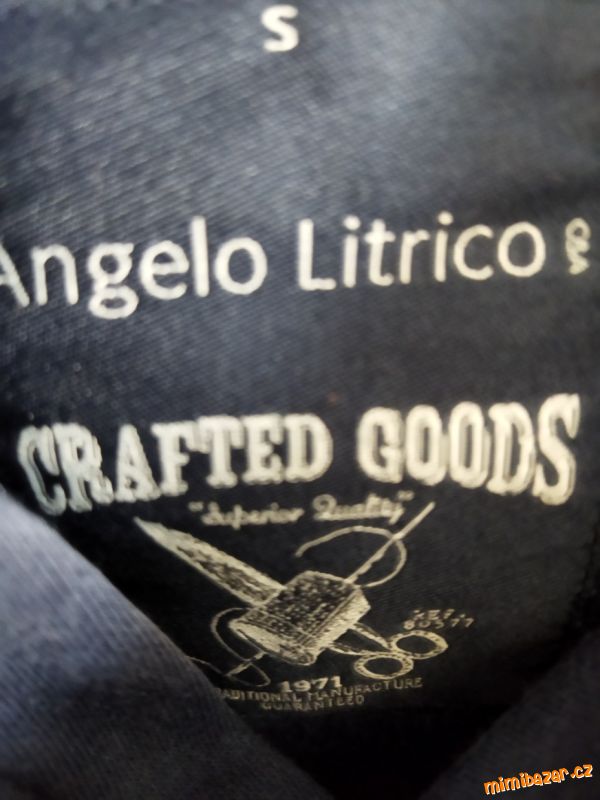 S
Angelo Litrico C&A
CRAFTED GOODS
"Superior Quality"
1971
TRADITIONAL MANUFACTURE
GUARANTEED
mimibazar.cz